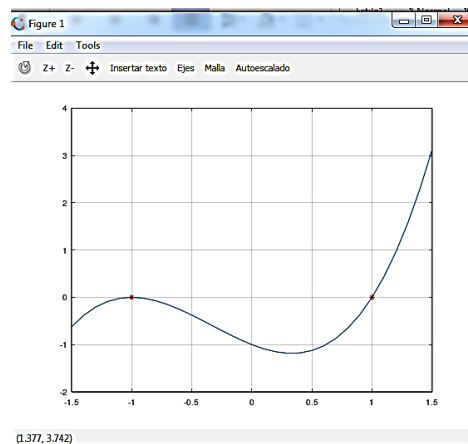 Figure 1
File Edit Tools
Z+ Z- Insertar texto Ejes Malla Autoescalado
4
3
2
1
0
-1
-2
-1.5 -1 -0.5 0 0.5 1 1.5
(1.377, 3.742)